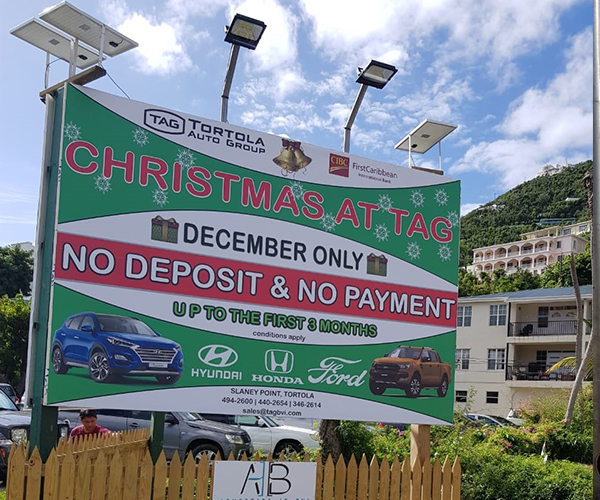 TAG TORTOLA
AUTO GROUP
CIBC FirstCaribbean
International Bank
CHRISTMAS AT TAG
DECEMBER ONLY
NO DEPOSIT & NO PAYMENT
UP TO THE FIRST 3 MONTHS
conditions apply
HYUNDAI HONDA Ford
SLANEY POINT, TORTOLA
494-2600 | 440-2654 | 346-2614
sales@tagbvi.com